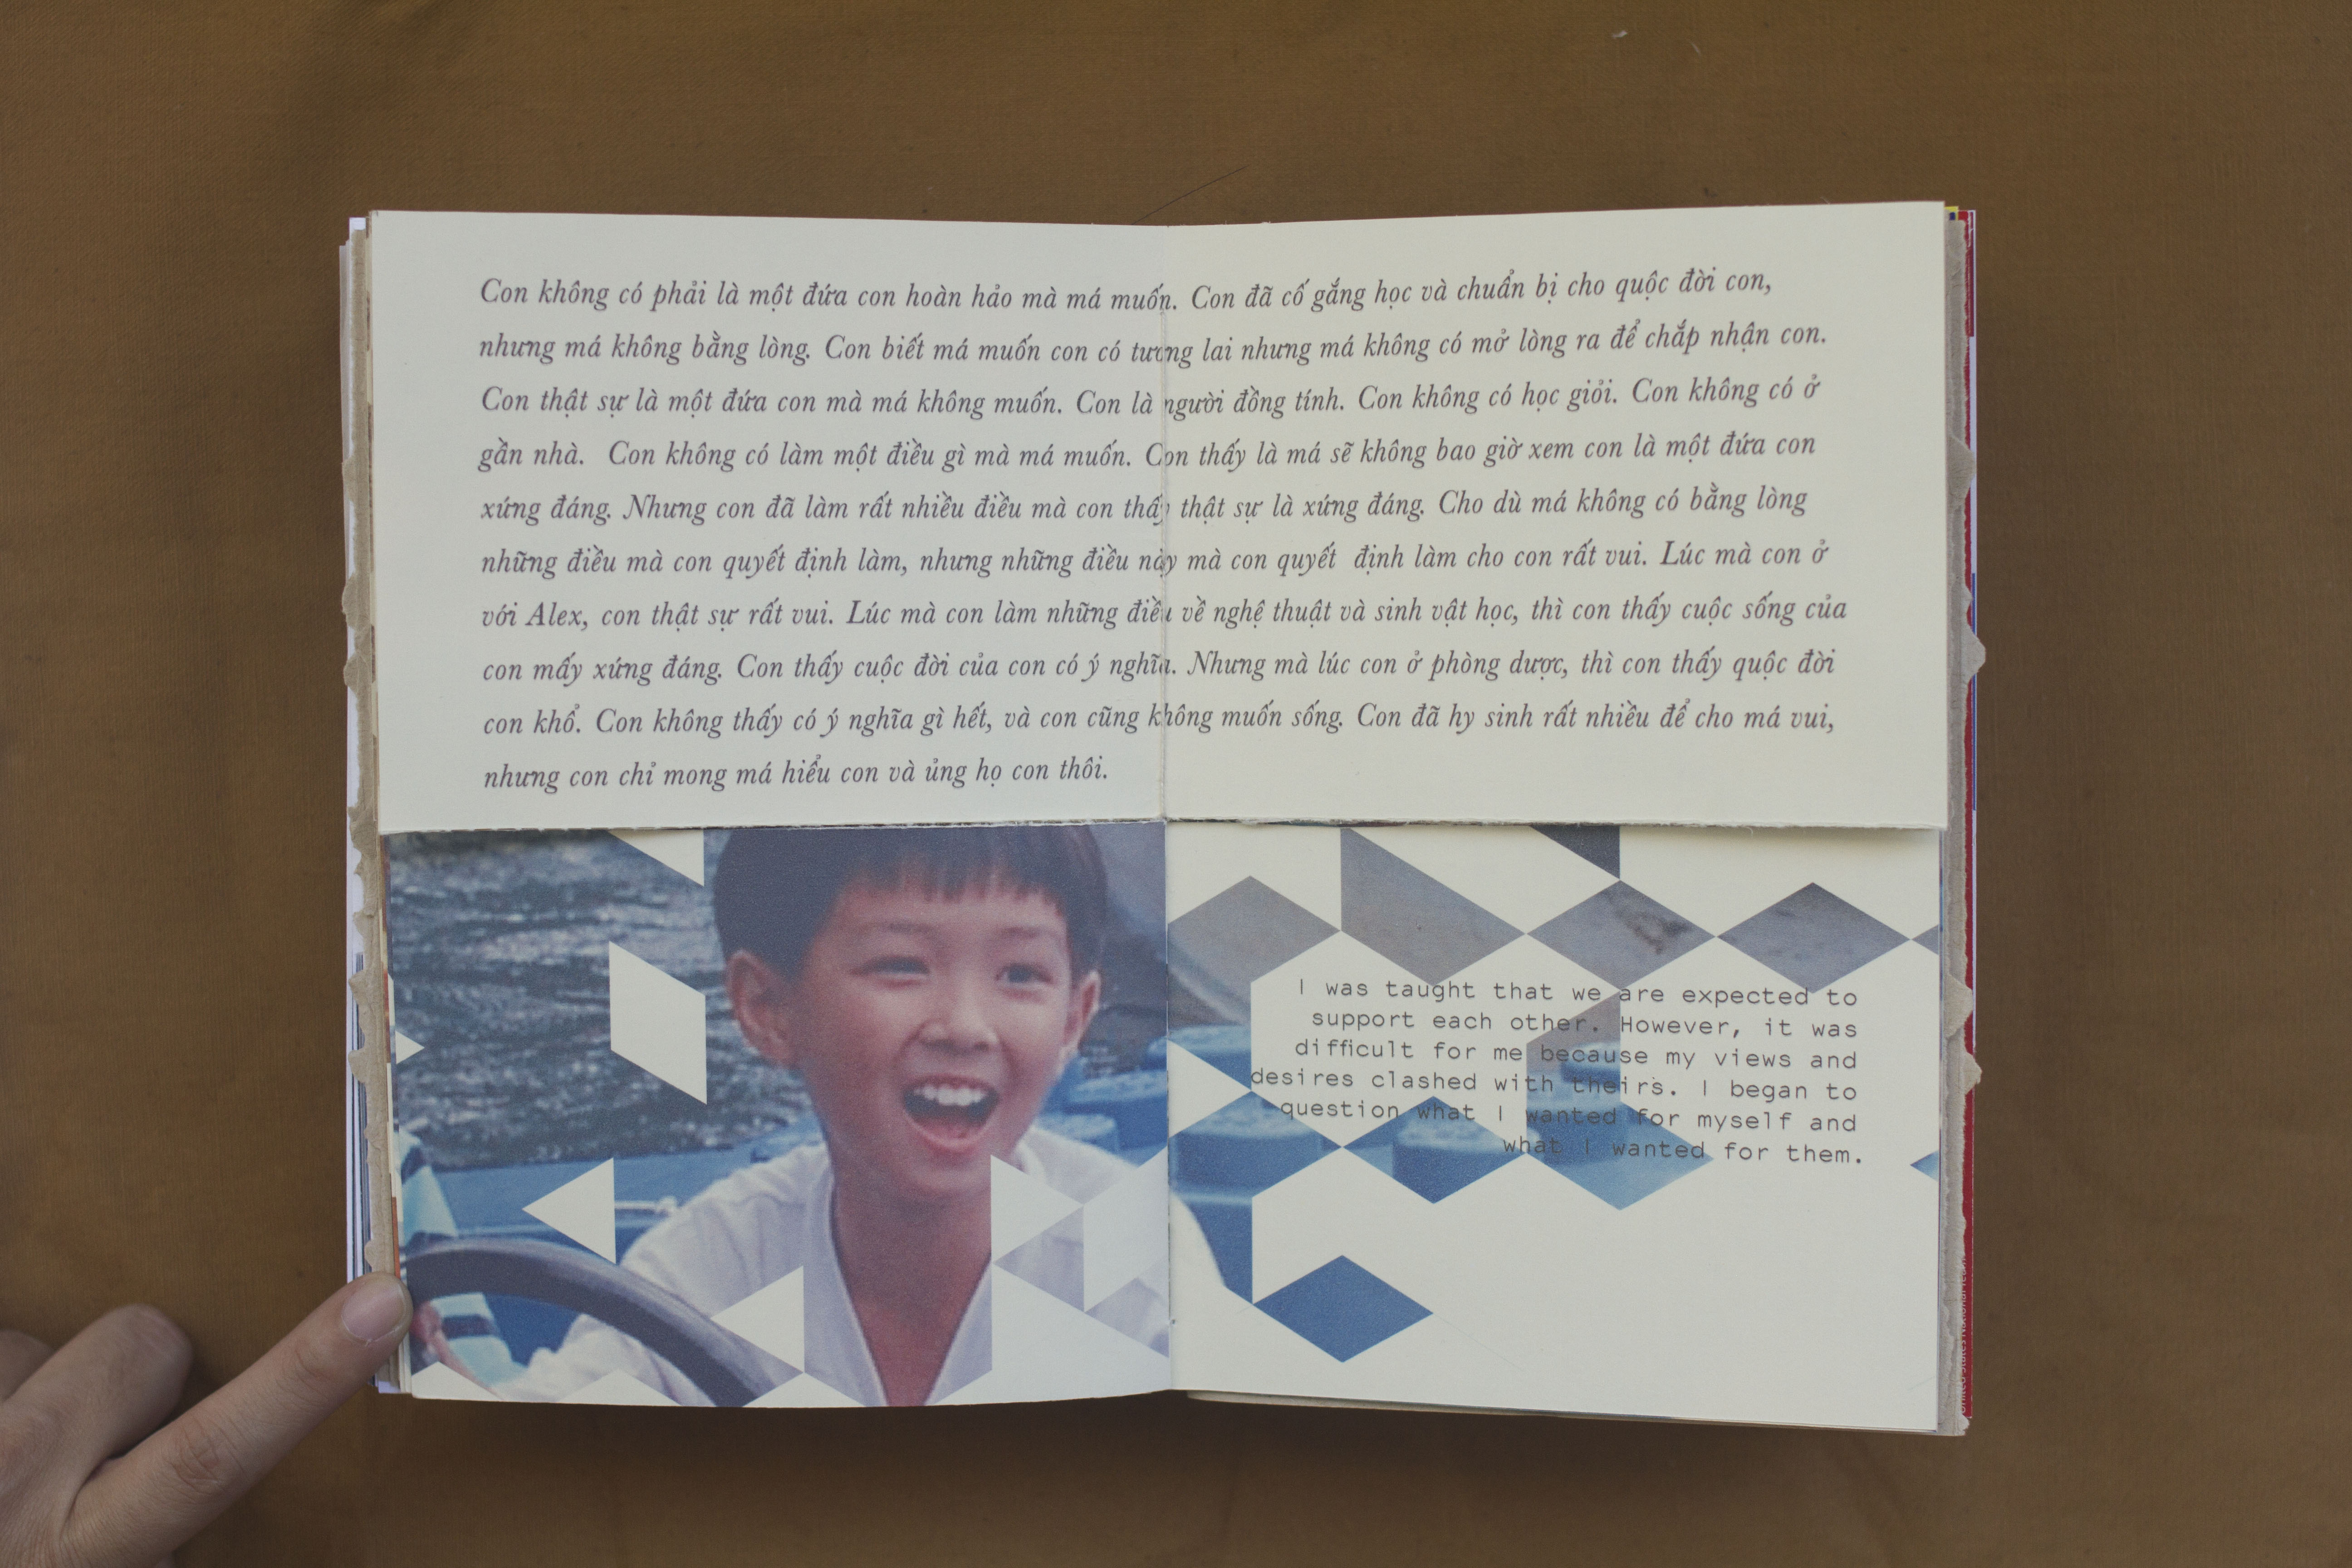 Con không có phải là một đứa con hoàn hảo mà má muốn. Con đã cố gắng học và chuẩn bị cho quộc đời con,
nhưng má không bằng lòng. Con biết má muốn con có tương lai nhưng má không có mở lòng ra để chắp nhận con.
Con thật sự là một đứa con mà má không muốn. Con là người đồng tính. Con không có học giỏi. Con không có ở
gần nhà. Con không có làm một điều gì mà má muốn. Con thấy là má sẽ không bao giờ xem con là một đứa con
xứng đáng. Nhưng con đã làm rất nhiều điều mà con thấy thật sự là xứng đáng. Cho dù má không có bằng lòng
những điều mà con quyết định làm, nhưng những điều này mà con quyết định làm cho con rất vui. Lúc mà con ở
với Alex, con thật sự rất vui. Lúc mà con làm những điều về nghệ thuật và sinh vật học, thì con thấy cuộc sống của
con mấy xứng đáng. Con thấy cuộc đời của con có ý nghĩa. Nhưng mà lúc con ở phòng dược, thì con thấy quộc đời
con khổ. Con không thấy có ý nghĩa gì hết, và con cũng không muốn sống. Con đã hy sinh rất nhiều để cho má vui,
nhưng con chỉ mong má hiểu con và ủng họ con thôi.
I was taught that we are expected to
support each other. However, it was
difficult for me because my views and
desires clashed with theirs. I began to
question what I wanted for myself and
what I wanted for them.